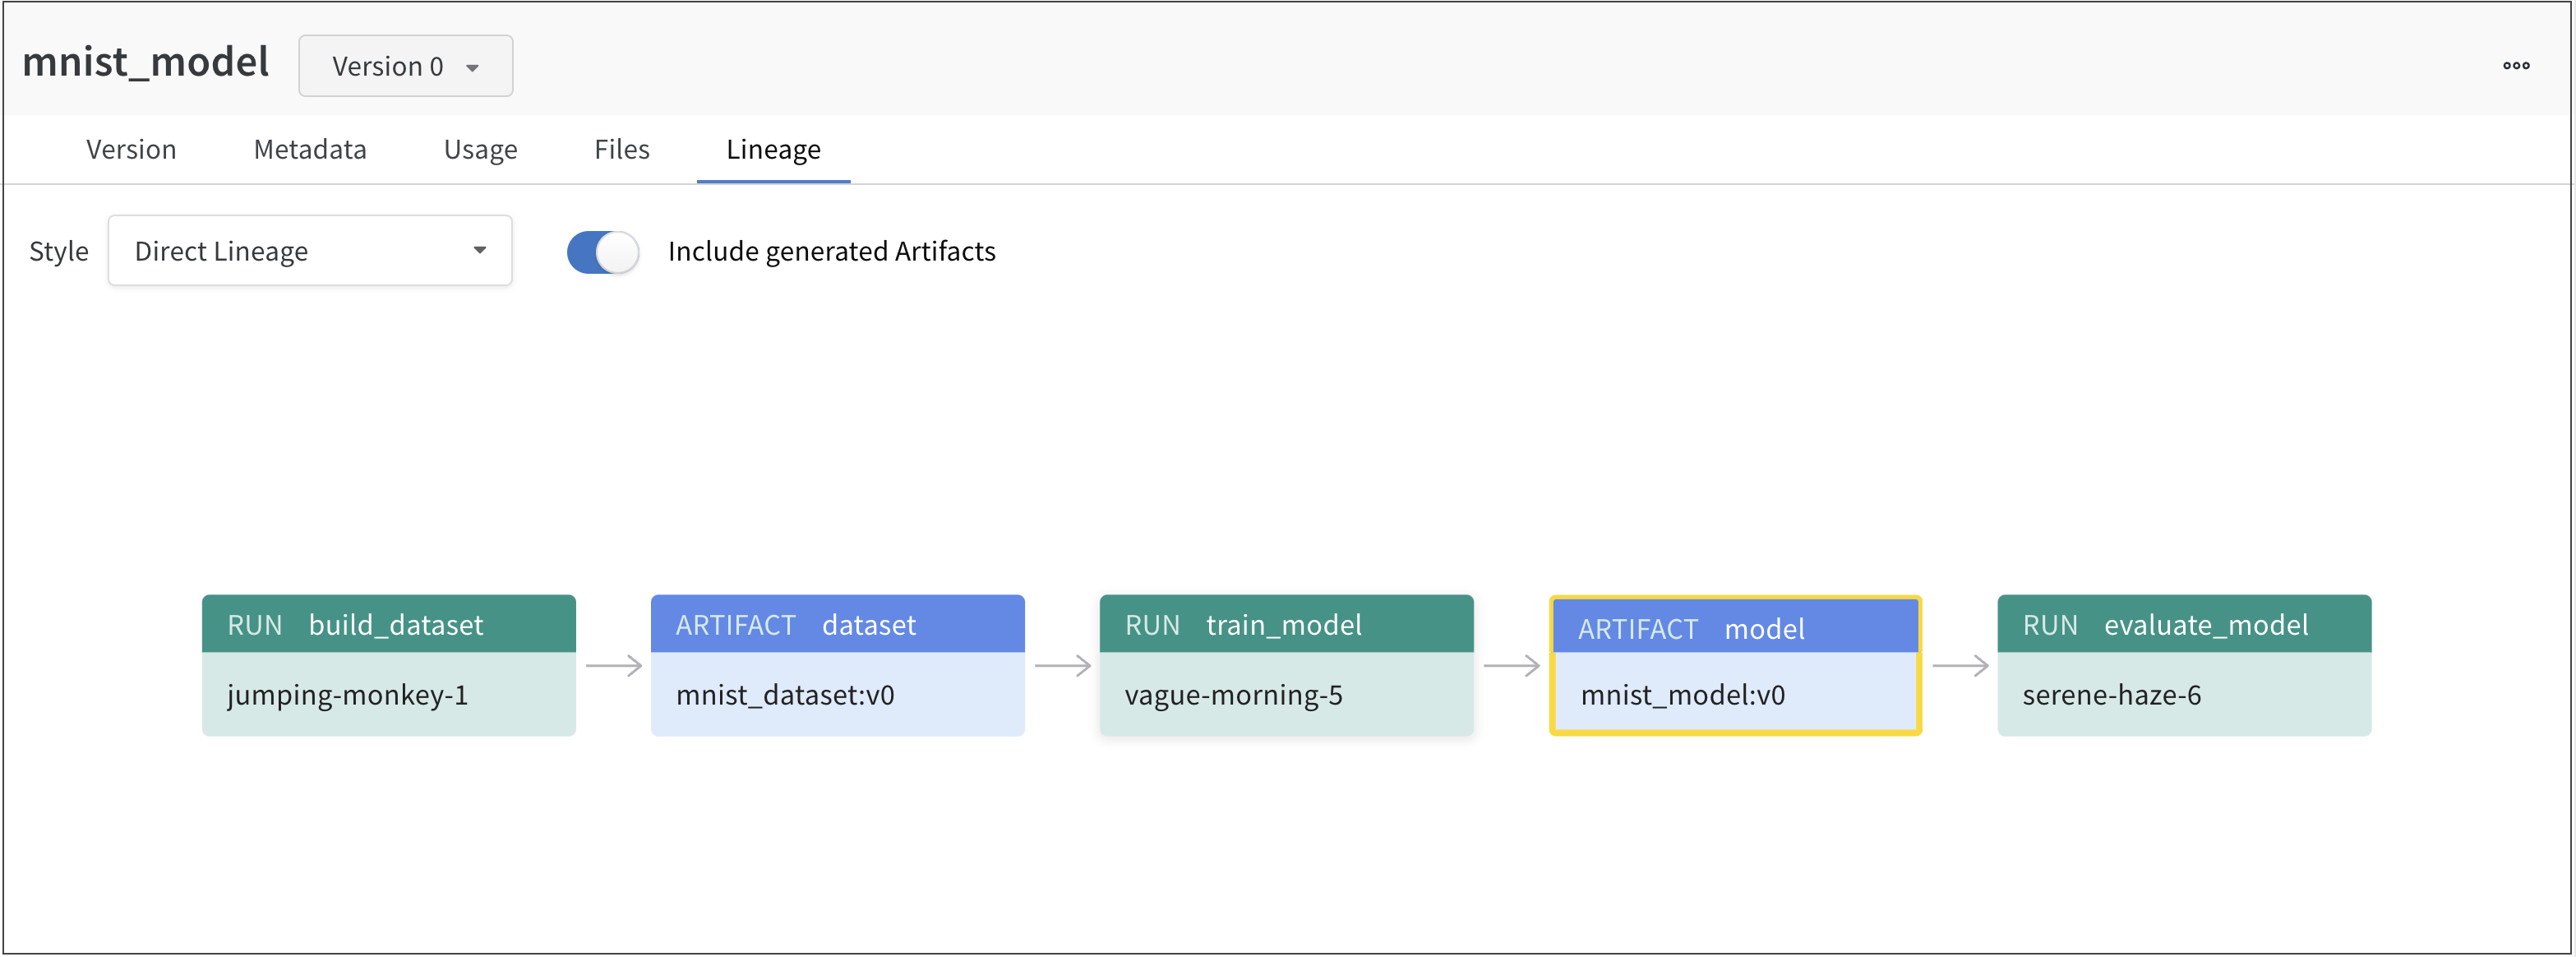 mnist_model Version 0
Version Metadata Usage Files Lineage
Style Direct Lineage Include generated Artifacts
RUN build_dataset
jumping-monkey-1
ARTIFACT dataset
mnist_dataset:v0
RUN train_model
vague-morning-5
ARTIFACT model
mnist_model:v0
RUN evaluate_model
serene-haze-6